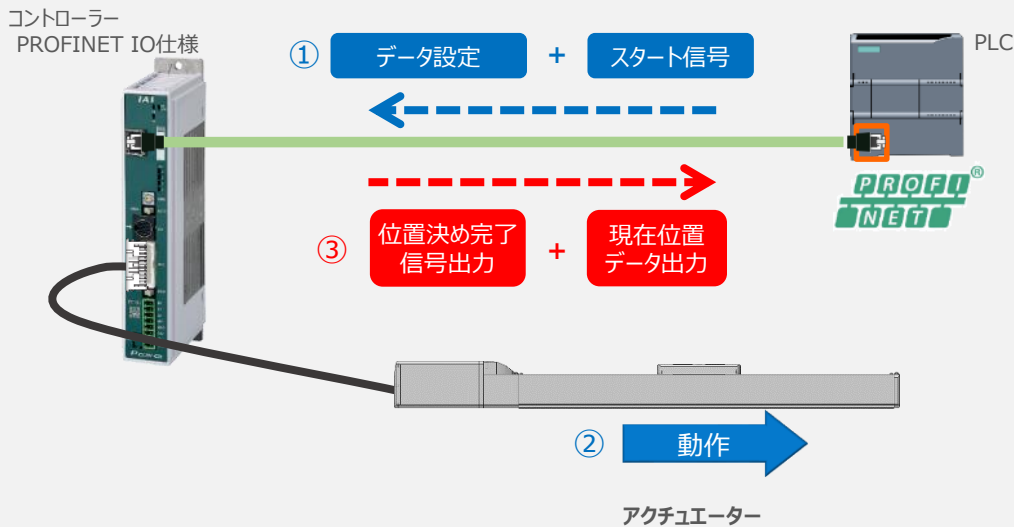 コントローラー
PROFINET IO仕様
① データ設定 + スタート信号
PLC
IAI
PROFI®
NET
③ 位置決め完了
信号出力 + 現在位置
データ出力
② 動作
アクチュエーター